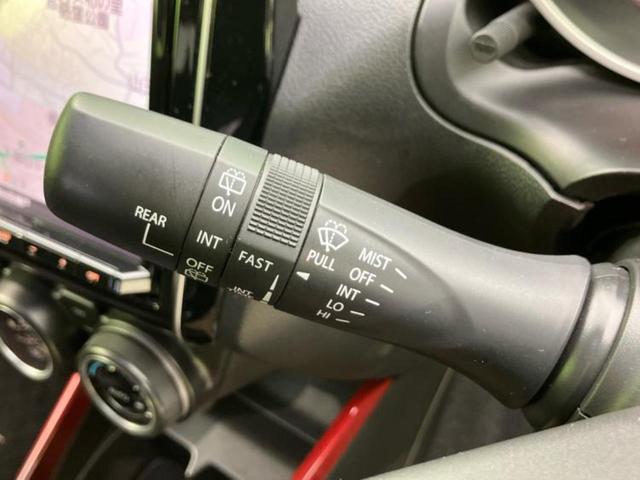 REAR
ON
INT
OFF
FAST
INT
PULL
MIST
OFF
INT
LO
HI